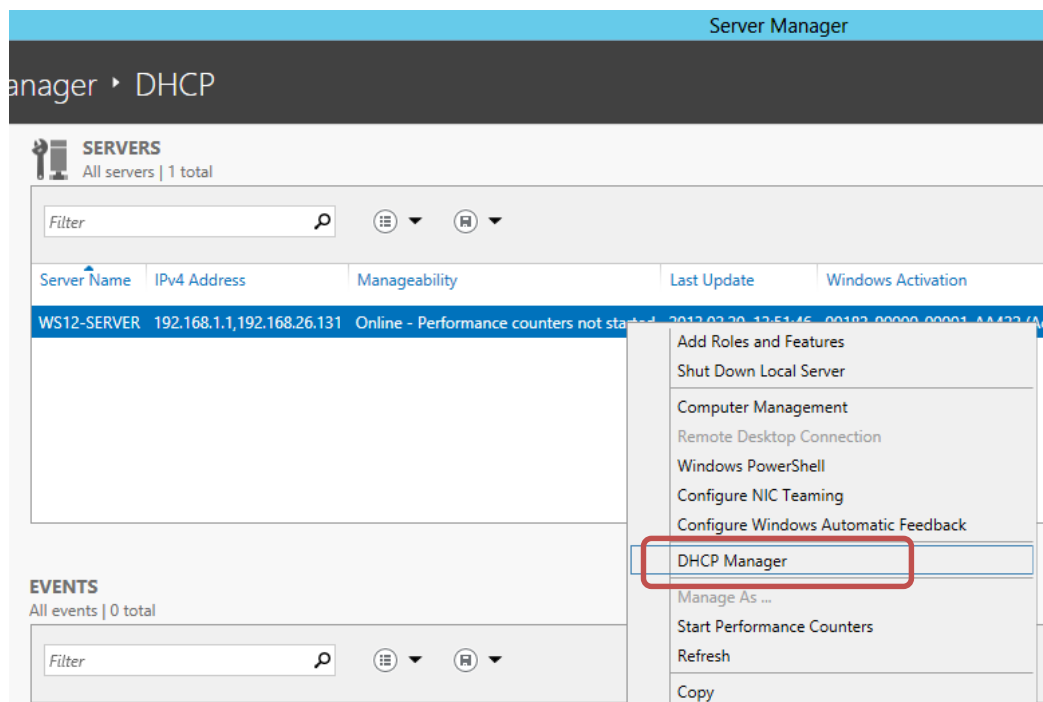 Server Manager
anager ‣ DHCP
SERVERS
All servers | 1 total
Filter
Server Name IPv4 Address Manageability Last Update Windows Activation
WS12-SERVER 192.168.1.1,192.168.26.131 Online - Performance counters not started
Add Roles and Features
Shut Down Local Server
Computer Management
Remote Desktop Connection
Windows PowerShell
Configure NIC Teaming
Configure Windows Automatic Feedback
DHCP Manager
Manage As ...
Start Performance Counters
Refresh
Copy
EVENTS
All events | 0 total
Filter